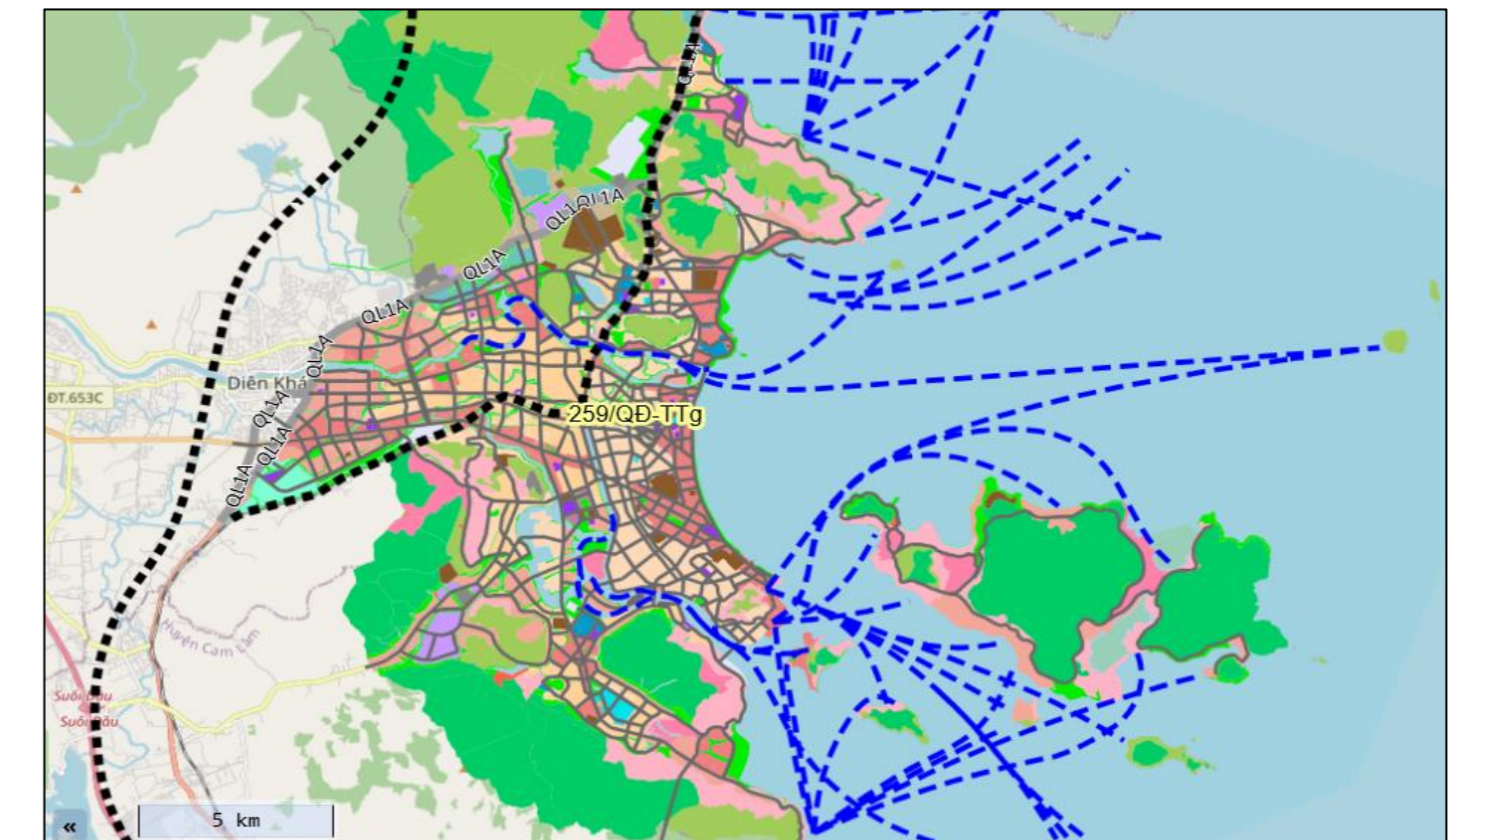 QL1A
QL1A
QL1A
QL1A
QL1A
QL1A
Diên Khá
ĐT.653C
QL1A
QL1A
259/QĐ-TTg
QL1A
Huyện Cam Lâm
Suối Dầu
Suối Dầu
5 km
«